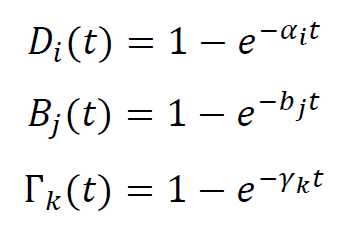 Dᵢ(t) = 1 − e^{−αᵢt}
Bⱼ(t) = 1 − e^{−bⱼt}
Γₖ(t) = 1 − e^{−γₖt}